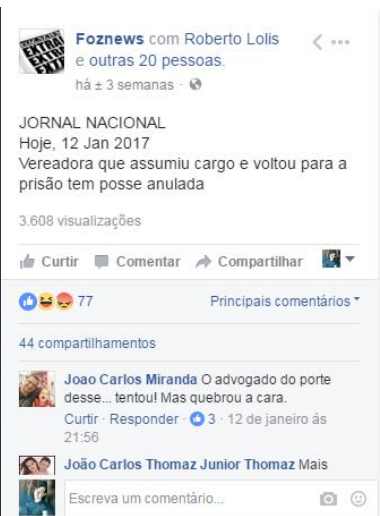 Foznews com Roberto Lolis
e outras 20 pessoas.
há ± 3 semanas ·
JORNAL NACIONAL
Hoje, 12 Jan 2017
Vereadora que assumiu cargo e voltou para a
prisão tem posse anulada
3.608 visualizações
Curtir Comentar Compartilhar
77 Principais comentários
44 compartilhamentos
Joao Carlos Miranda O advogado do porte
desse... tentou! Mas quebrou a cara.
Curtir · Responder · 3 · 12 de janeiro ás
21:56
João Carlos Thomaz Junior Thomaz Mais
Escreva um comentário...